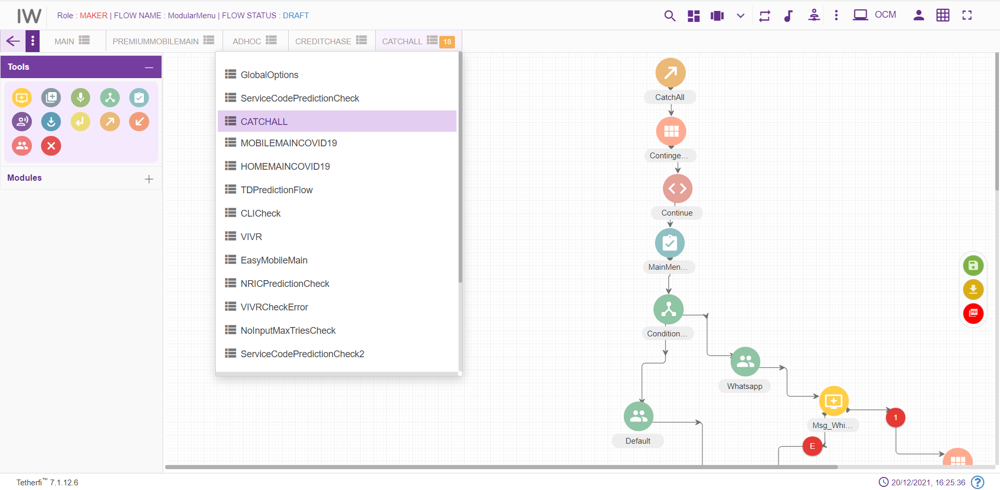 IW
Role : MAKER | FLOW NAME : ModularMenu | FLOW STATUS : DRAFT
OCM
MAIN
PREMIUMMOBILEMAIN
ADHOC
CREDITCHASE
CATCHALL
18
Tools
Modules
GlobalOptions
ServiceCodePredictionCheck
CATCHALL
MOBILEMAINCOVID19
HOMEMAINCOVID19
TDPredictionFlow
CLICheck
VIVR
EasyMobileMain
NRICPredictionCheck
VIVRCheckError
NoInputMaxTriesCheck
ServiceCodePredictionCheck2
CatchAll
Continge...
Continue
MainMen...
Condition...
Whatsapp
Msg_Whi...
1
E
Default
PDF
Tetherfi™ 7.1.12.6
20/12/2021, 16:25:36
?